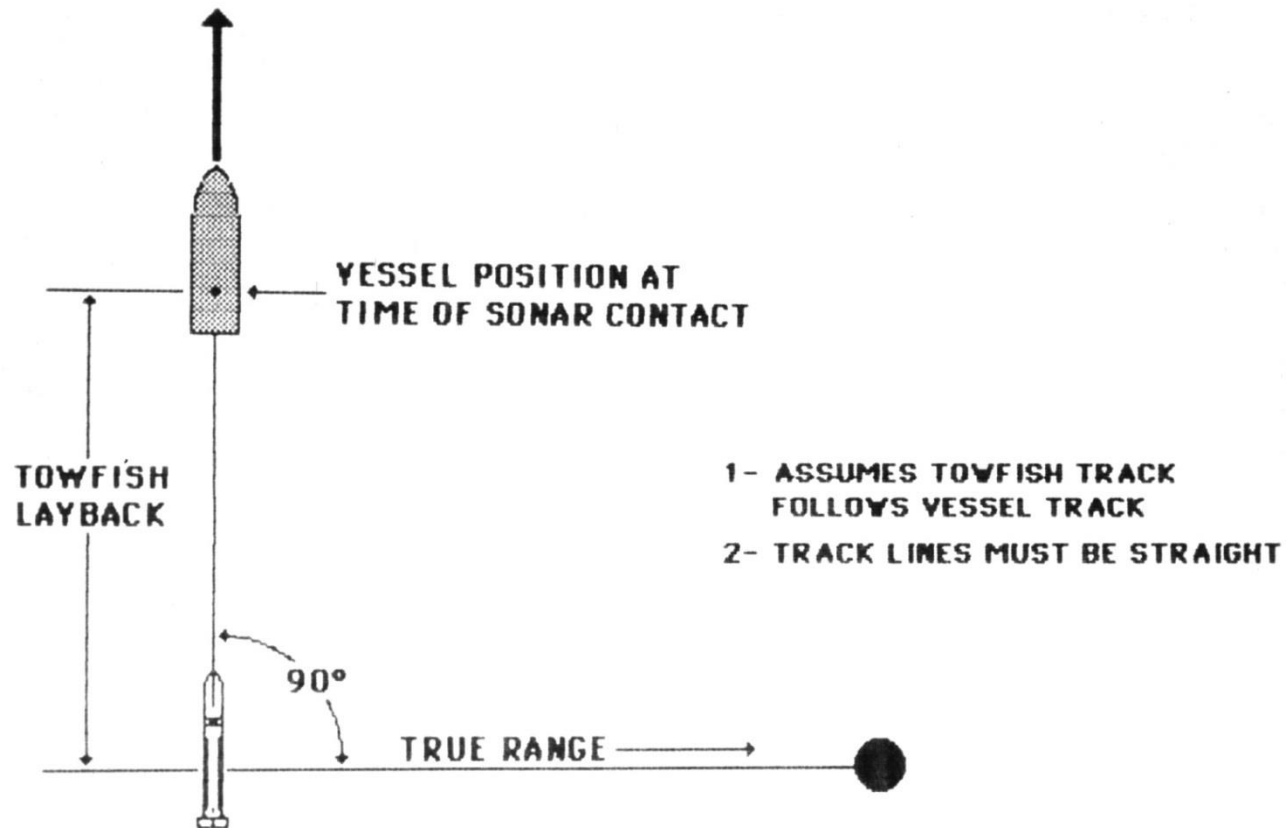 VESSEL POSITION AT
TIME OF SONAR CONTACT
TOWFISH
LAYBACK
1- ASSUMES TOWFISH TRACK
FOLLOWS VESSEL TRACK
2- TRACK LINES MUST BE STRAIGHT
90°
TRUE RANGE